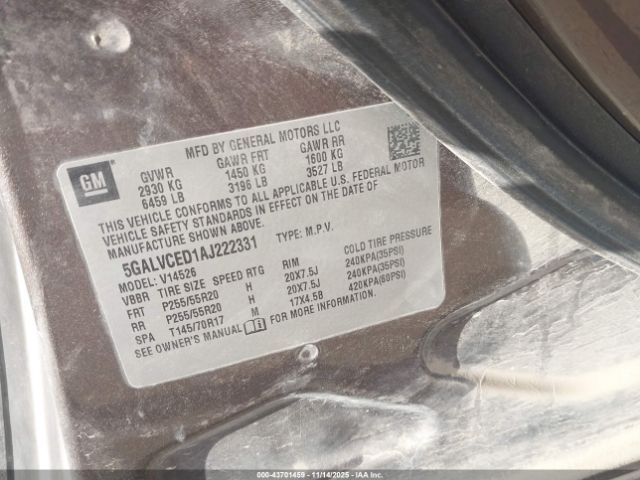 MFD BY GENERAL MOTORS LLC
GM
GVWR GAWR FRT GAWR RR
2930 KG 1450 KG 1600 KG
6459 LB 3196 LB 3527 LB
THIS VEHICLE CONFORMS TO ALL APPLICABLE U.S. FEDERAL MOTOR
VEHICLE SAFETY STANDARDS IN EFFECT ON THE DATE OF
MANUFACTURE SHOWN ABOVE.
5GALVCED1AJ222331 TYPE: M.P.V.
MODEL: V14526
VBBR TIRE SIZE SPEED RTG RIM COLD TIRE PRESSURE
FRT P255/55R20 H 20X7.5J 240KPA(35PSI)
RR P255/55R20 H 20X7.5J 240KPA(35PSI)
SPA T145/70R17 M 17X4.5B 420KPA(60PSI)
SEE OWNER'S MANUAL FOR MORE INFORMATION.
000-43701459 - 11/14/2025 - IAAI.com